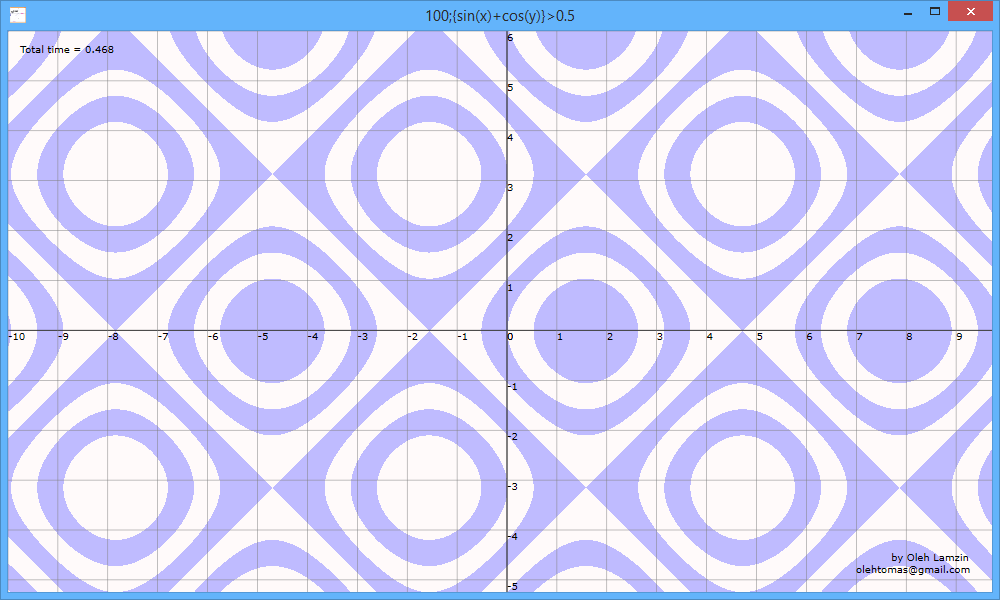 100;{sin(x)+cos(y)}>0.5
Total time = 0.468
6
5
4
3
2
1
-10 -9 -8 -7 -6 -5 -4 -3 -2 -1 0 1 2 3 4 5 6 7 8 9
-1
-2
-3
-4
-5
by Oleh Lamzin
olehtomas@gmail.com